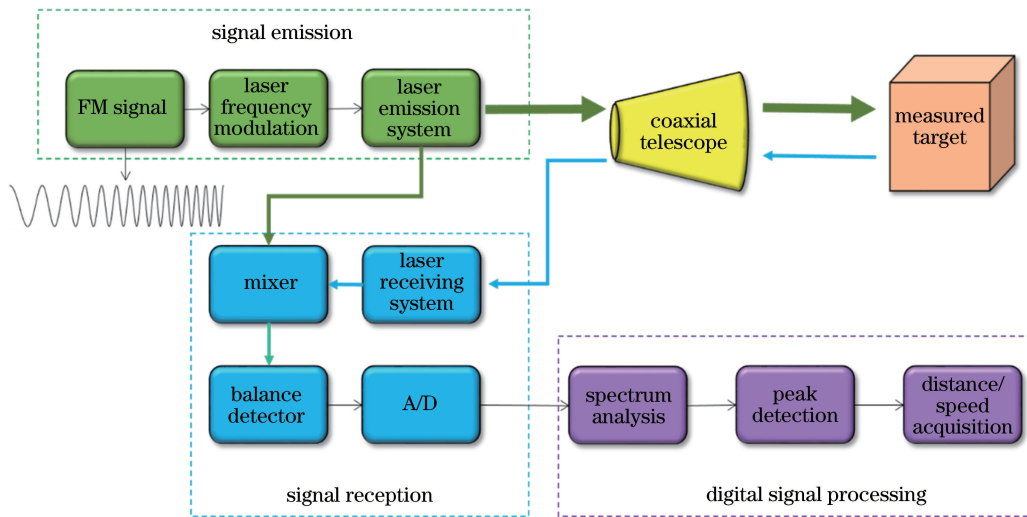 signal emission
FM signal
laser
frequency
modulation
laser
emission
system
coaxial
telescope
measured
target
mixer
laser
receiving
system
balance
detector
A/D
signal reception
spectrum
analysis
peak
detection
distance/
speed
acquisition
digital signal processing